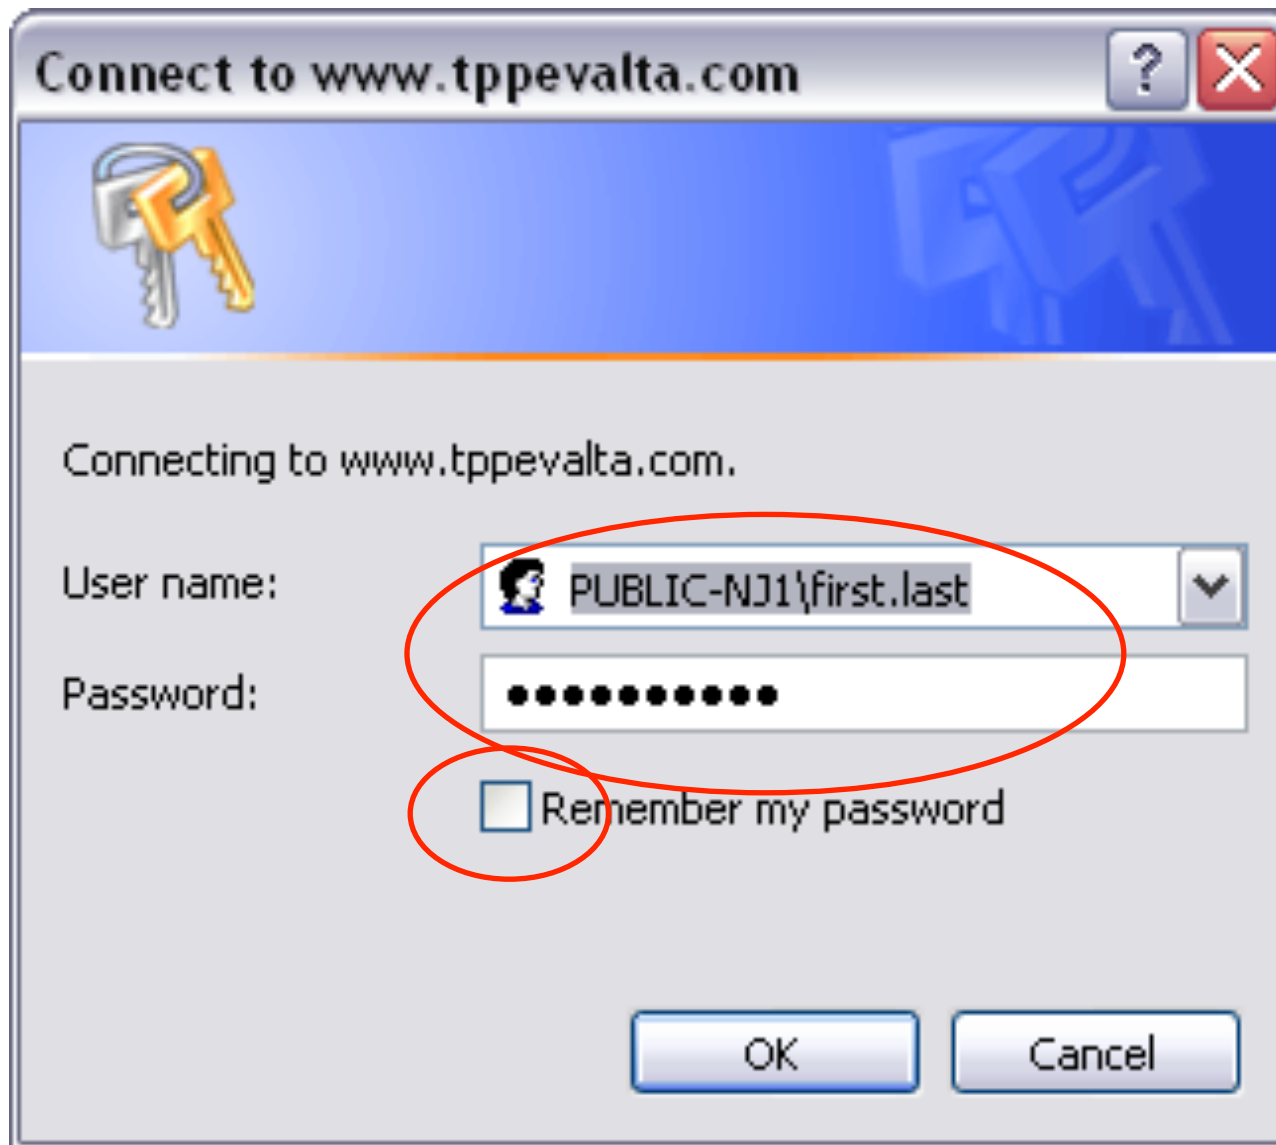 Connect to www.tppevalta.com
?
Connecting to www.tppevalta.com.
User name: PUBLIC-NJ1\first.last
Password: ●●●●●●●●●●
Remember my password
OK Cancel